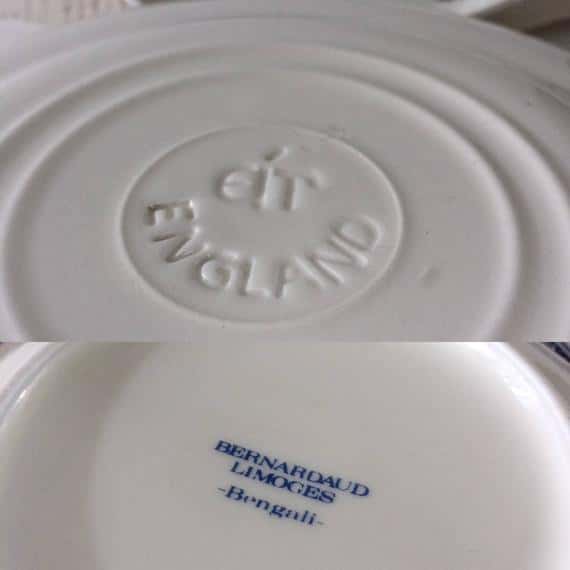 ENGLAND
BERNARDAUD
LIMOGES
-Bengali-